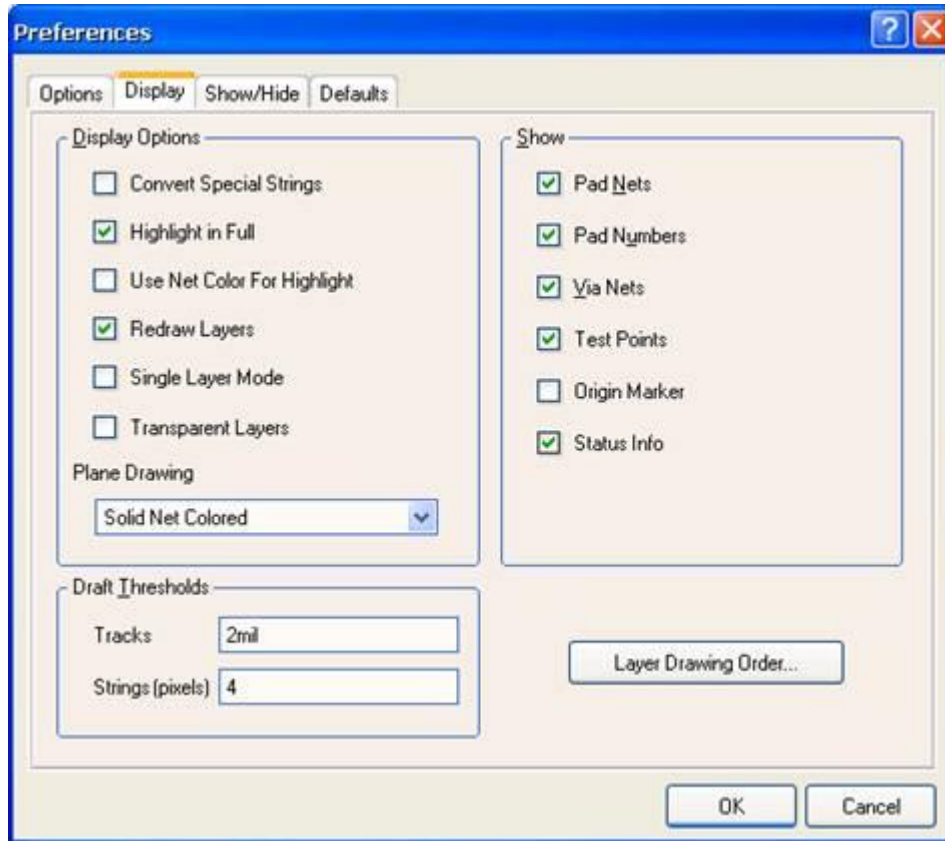 Preferences
Options Display Show/Hide Defaults
Display Options
Convert Special Strings
Highlight in Full
Use Net Color For Highlight
Redraw Layers
Single Layer Mode
Transparent Layers
Plane Drawing
Solid Net Colored
Show
Pad Nets
Pad Numbers
Via Nets
Test Points
Origin Marker
Status Info
Draft Thresholds
Tracks 2mil
Strings (pixels) 4
Layer Drawing Order...
OK Cancel